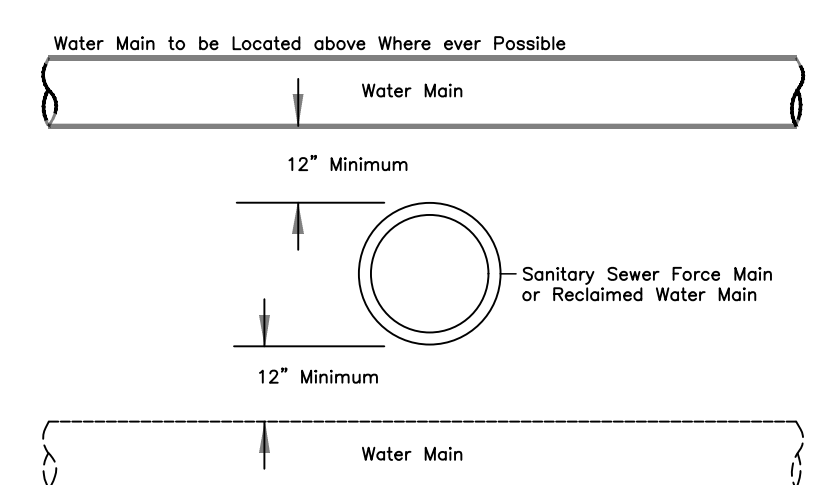 Water Main to be Located above Where ever Possible
Water Main
12" Minimum
Sanitary Sewer Force Main
or Reclaimed Water Main
12" Minimum
Water Main